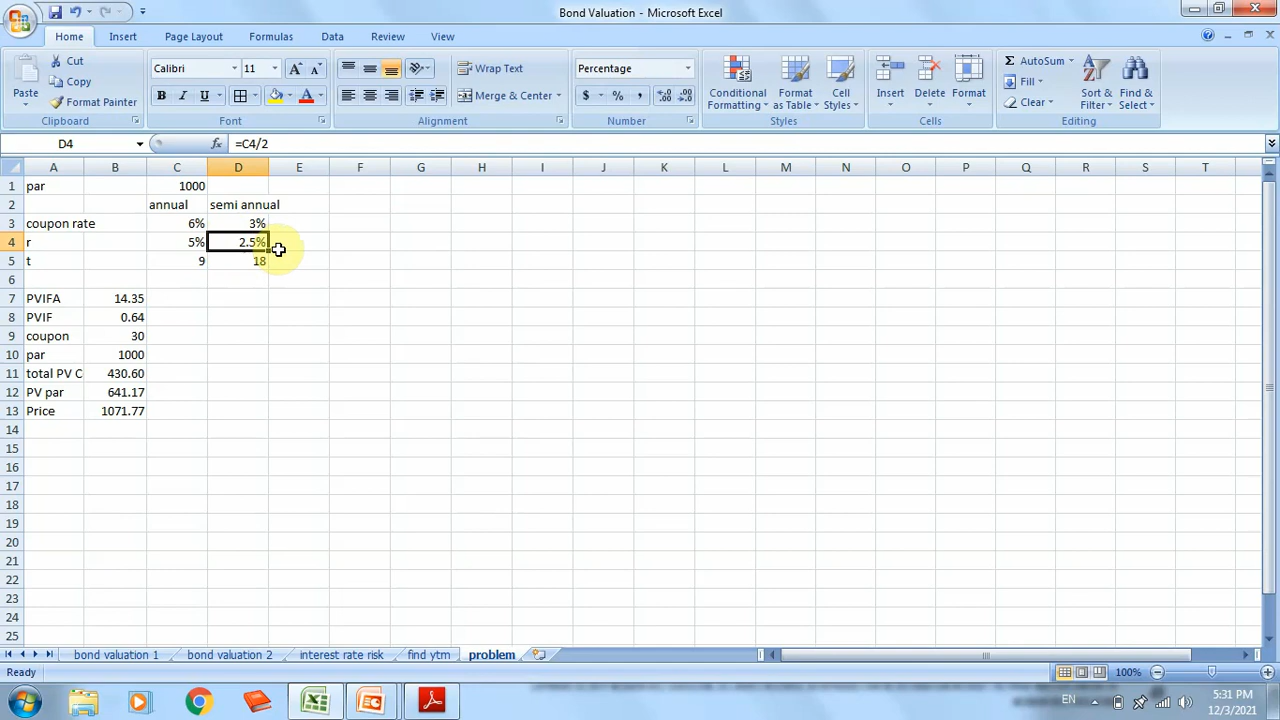 Bond Valuation - Microsoft Excel
Home Insert Page Layout Formulas Data Review View
Paste Cut Copy Format Painter Clipboard
Calibri 11 A A B I U A Font
Wrap Text Merge & Center Alignment
Percentage $ % , .0 .00 .00 .0 Number
Conditional Formatting Format as Table Cell Styles Styles
Insert Delete Format Cells
Σ AutoSum Fill Clear Sort & Filter Find & Select Editing
D4 fx =C4/2
A B C D E F G H I J K L M N O P Q R S T
1 par 1000
2 annual semi annual
3 coupon rate 6% 3%
4 r 5% 2.5%
5 t 9 18
6
7 PVIFA 14.35
8 PVIF 0.64
9 coupon 30
10 par 1000
11 total PV C 430.60
12 PV par 641.17
13 Price 1071.77
14
15
16
17
18
19
20
21
22
23
24
25
bond valuation 1 bond valuation 2 interest rate risk find ytm problem
Ready 100%
EN 5:31 PM
12/3/2021